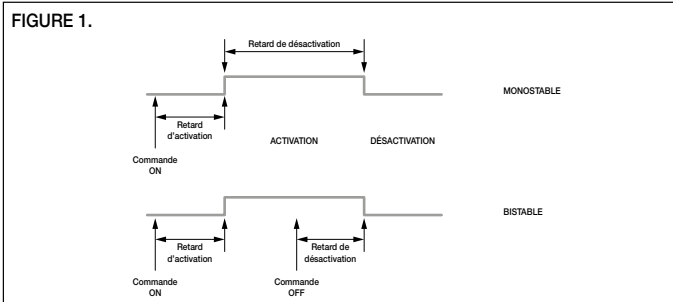 FIGURE 1.
Retard de désactivation
MONOSTABLE
Retard
d'activation
ACTIVATION
DÉSACTIVATION
Commande
ON
BISTABLE
Retard
d'activation
Retard de
désactivation
Commande
ON
Commande
OFF